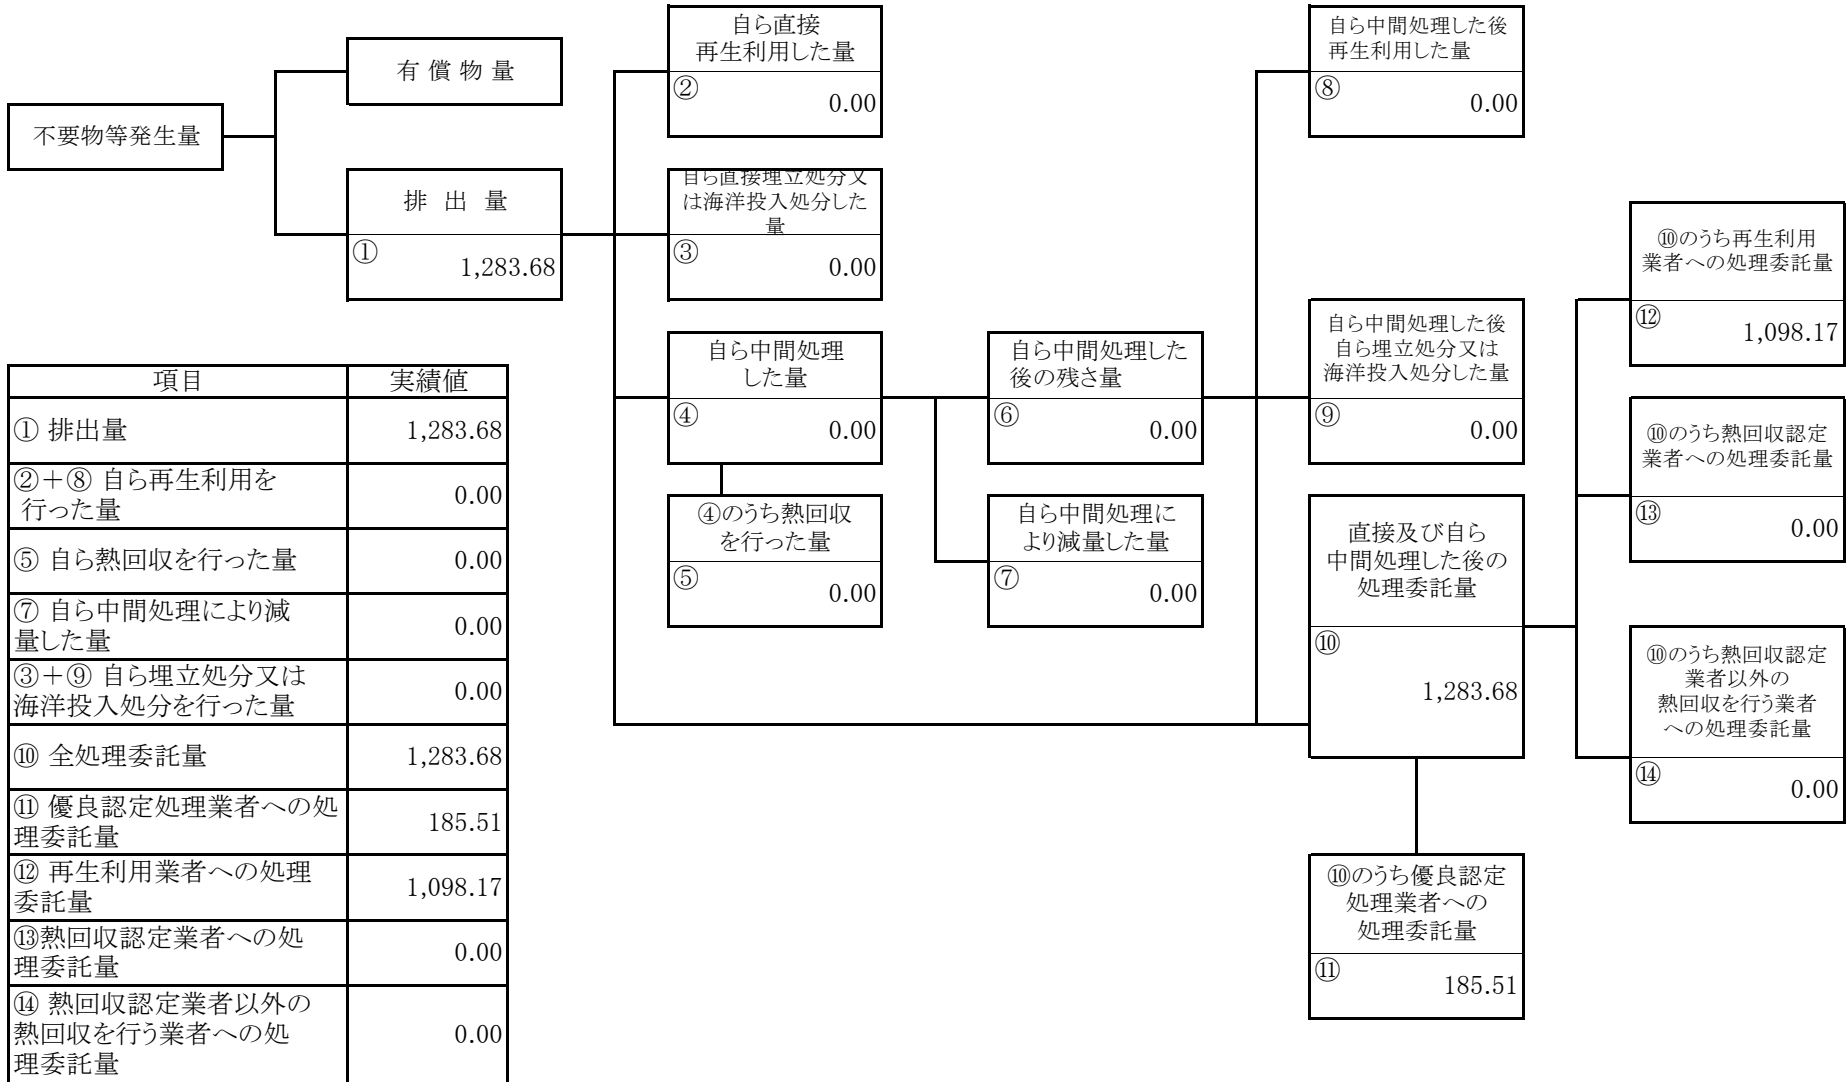 不要物等発生量
有 償 物 量
排 出 量
①
1,283.68
自ら直接
再生利用した量
②
0.00
自ら直接埋立処分又
は海洋投入処分した
量
③
0.00
自ら中間処理
した量
④
0.00
④のうち熱回収
を行った量
⑤
0.00
自ら中間処理した
後の残さ量
⑥
0.00
自ら中間処理に
より減量した量
⑦
0.00
自ら中間処理した後
再生利用した量
⑧
0.00
自ら中間処理した後
自ら埋立処分又は
海洋投入処分した量
⑨
0.00
直接及び自ら
中間処理した後の
処理委託量
⑩
1,283.68
⑩のうち優良認定
処理業者への
処理委託量
⑪
185.51
⑩のうち再生利用
業者への処理委託量
⑫
1,098.17
⑩のうち熱回収認定
業者への処理委託量
⑬
0.00
⑩のうち熱回収認定
業者以外の
熱回収を行う業者
への処理委託量
⑭
0.00
項目 実績値
① 排出量 1,283.68
②＋⑧ 自ら再生利用を
行った量 0.00
⑤ 自ら熱回収を行った量 0.00
⑦ 自ら中間処理により減
量した量 0.00
③＋⑨ 自ら埋立処分又は
海洋投入処分を行った量 0.00
⑩ 全処理委託量 1,283.68
⑪ 優良認定処理業者への処
理委託量 185.51
⑫ 再生利用業者への処理
委託量 1,098.17
⑬熱回収認定業者への処
理委託量 0.00
⑭ 熱回収認定業者以外の
熱回収を行う業者への処
理委託量 0.00